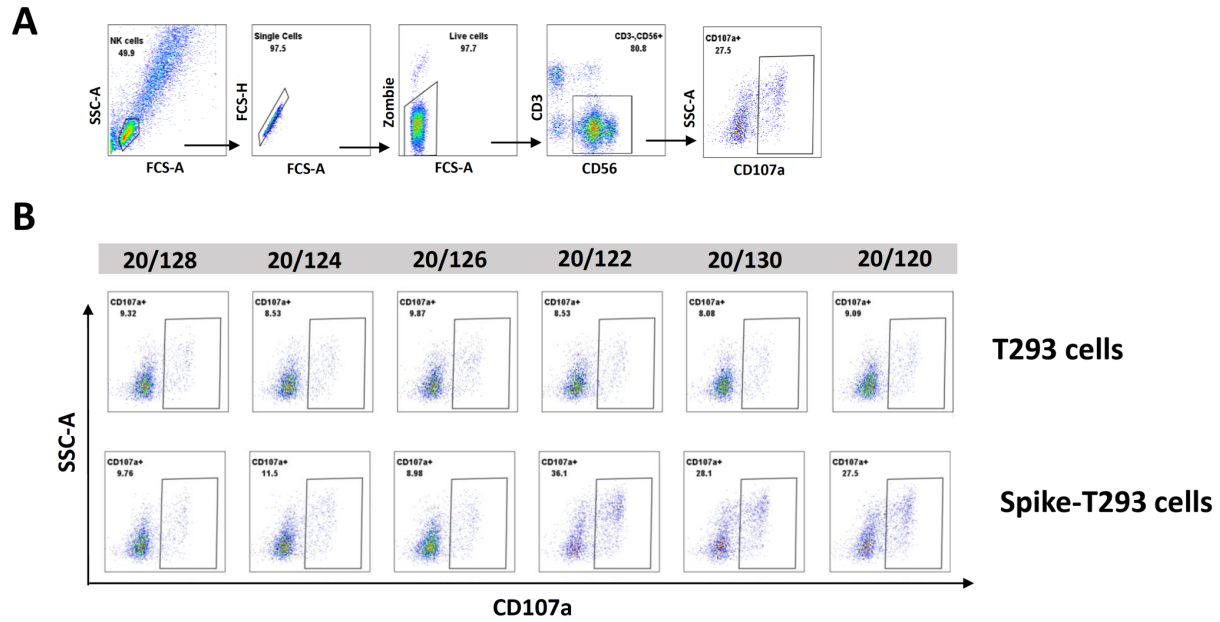 A
NK cells
49.9
SSC-A
FCS-A
Single Cells
97.5
FCS-H
FCS-A
Live cells
97.7
Zombie
FCS-A
CD3-,CD56+
80.8
CD3
CD56
CD107a+
27.5
SSC-A
CD107a
B
20/128 20/124 20/126 20/122 20/130 20/120
CD107a+ CD107a+ CD107a+ CD107a+ CD107a+ CD107a+
9.32 8.53 9.87 8.53 8.08 9.09
T293 cells
SSC-A
CD107a+ CD107a+ CD107a+ CD107a+ CD107a+ CD107a+
9.76 11.5 8.98 36.1 28.1 27.5
Spike-T293 cells
CD107a